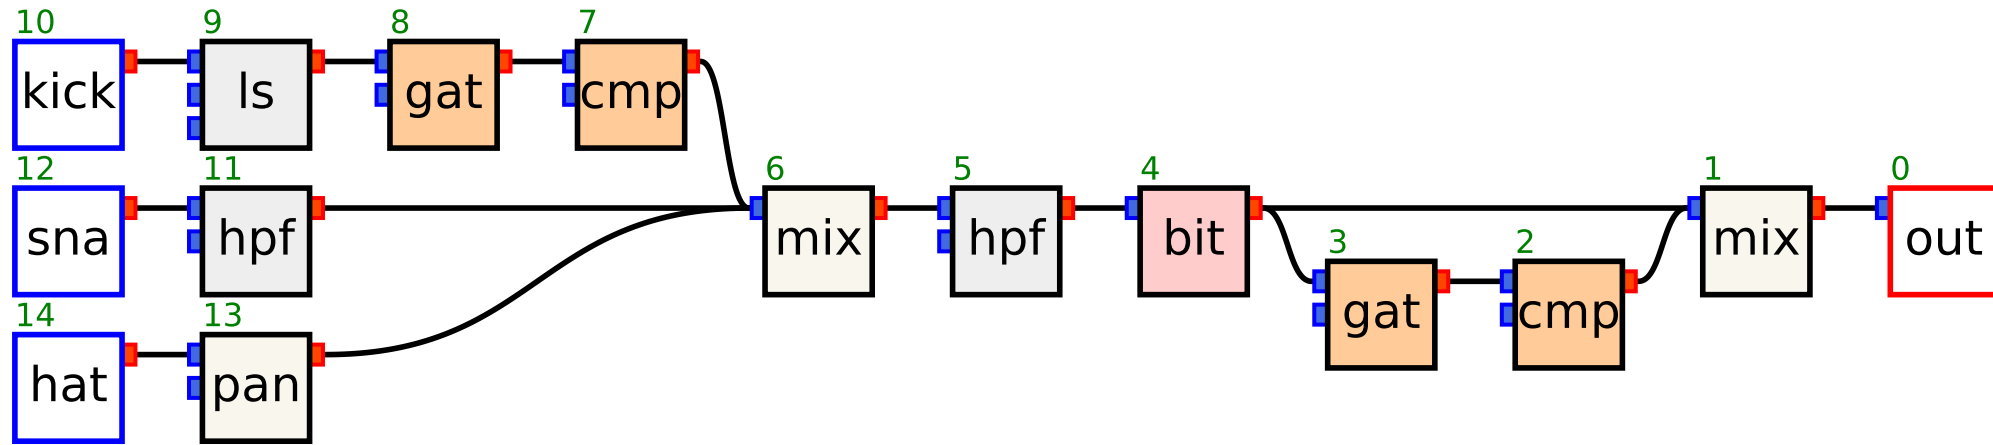 10 9 8 7
kick ls gat cmp
12 11 6 5 4 1 0
sna hpf mix hpf bit mix out
3 2
gat cmp
14 13
hat pan